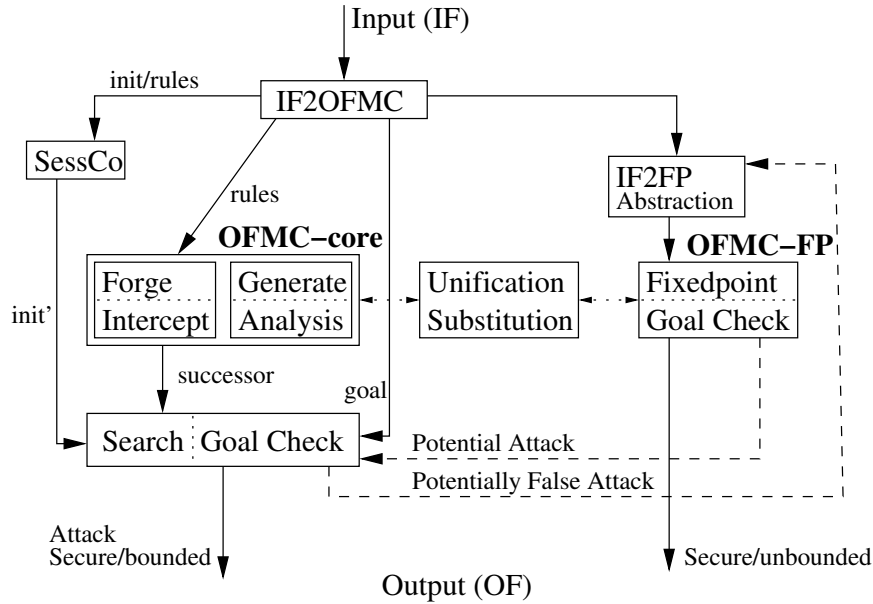 Input (IF)
init/rules
IF2OFMC
SessCo
IF2FP
Abstraction
rules
OFMC–core
OFMC–FP
Forge
Intercept
Generate
Analysis
Unification
Substitution
Fixedpoint
Goal Check
init'
successor
goal
Search
Goal Check
Potential Attack
Potentially False Attack
Attack
Secure/bounded
Secure/unbounded
Output (OF)